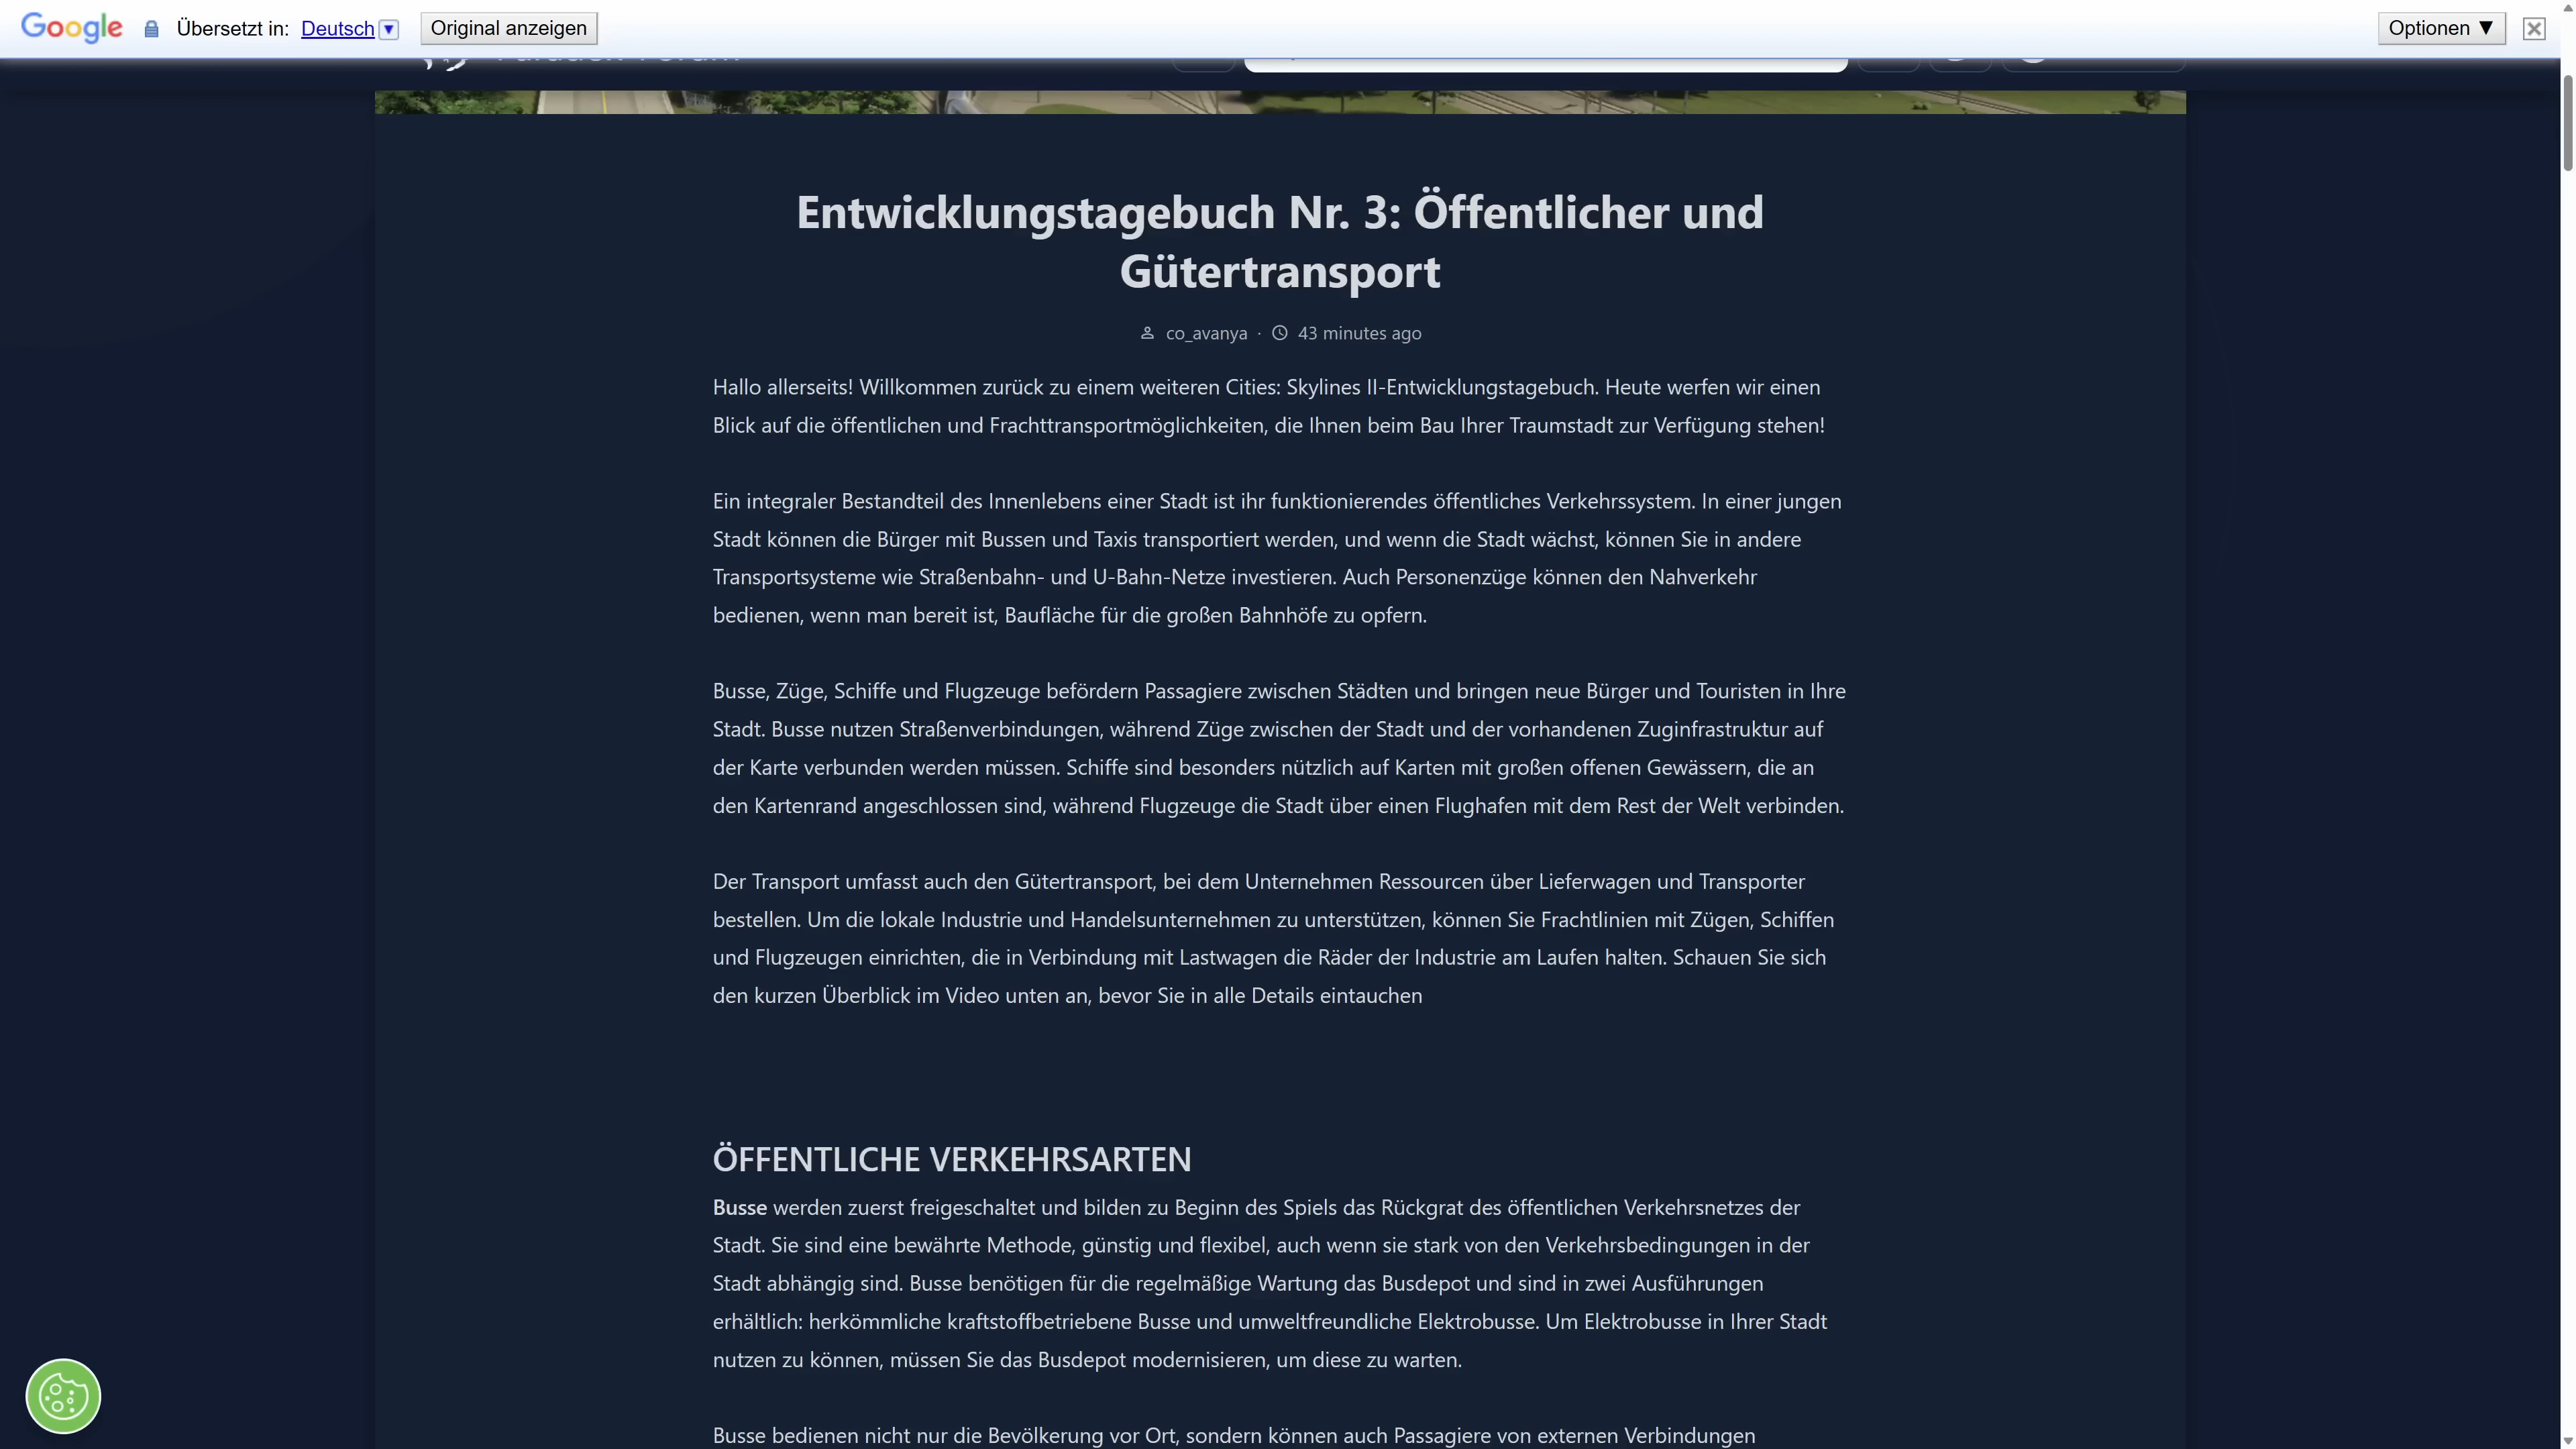 Google Übersetzt in: Deutsch ▼ Original anzeigen Optionen ▼
Entwicklungstagebuch Nr. 3: Öffentlicher und
Gütertransport
co_avanya · 43 minutes ago
Hallo allerseits! Willkommen zurück zu einem weiteren Cities: Skylines II-Entwicklungstagebuch. Heute werfen wir einen
Blick auf die öffentlichen und Frachttransportmöglichkeiten, die Ihnen beim Bau Ihrer Traumstadt zur Verfügung stehen!
Ein integraler Bestandteil des Innenlebens einer Stadt ist ihr funktionierendes öffentliches Verkehrssystem. In einer jungen
Stadt können die Bürger mit Bussen und Taxis transportiert werden, und wenn die Stadt wächst, können Sie in andere
Transportsysteme wie Straßenbahn- und U-Bahn-Netze investieren. Auch Personenzüge können den Nahverkehr
bedienen, wenn man bereit ist, Baufläche für die großen Bahnhöfe zu opfern.
Busse, Züge, Schiffe und Flugzeuge befördern Passagiere zwischen Städten und bringen neue Bürger und Touristen in Ihre
Stadt. Busse nutzen Straßenverbindungen, während Züge zwischen der Stadt und der vorhandenen Zuginfrastruktur auf
der Karte verbunden werden müssen. Schiffe sind besonders nützlich auf Karten mit großen offenen Gewässern, die an
den Kartenrand angeschlossen sind, während Flugzeuge die Stadt über einen Flughafen mit dem Rest der Welt verbinden.
Der Transport umfasst auch den Gütertransport, bei dem Unternehmen Ressourcen über Lieferwagen und Transporter
bestellen. Um die lokale Industrie und Handelsunternehmen zu unterstützen, können Sie Frachtlinien mit Zügen, Schiffen
und Flugzeugen einrichten, die in Verbindung mit Lastwagen die Räder der Industrie am Laufen halten. Schauen Sie sich
den kurzen Überblick im Video unten an, bevor Sie in alle Details eintauchen
ÖFFENTLICHE VERKEHRSARTEN
Busse werden zuerst freigeschaltet und bilden zu Beginn des Spiels das Rückgrat des öffentlichen Verkehrsnetzes der
Stadt. Sie sind eine bewährte Methode, günstig und flexibel, auch wenn sie stark von den Verkehrsbedingungen in der
Stadt abhängig sind. Busse benötigen für die regelmäßige Wartung das Busdepot und sind in zwei Ausführungen
erhältlich: herkömmliche kraftstoffbetriebene Busse und umweltfreundliche Elektrobusse. Um Elektrobusse in Ihrer Stadt
nutzen zu können, müssen Sie das Busdepot modernisieren, um diese zu warten.
Busse bedienen nicht nur die Bevölkerung vor Ort, sondern können auch Passagiere von externen Verbindungen